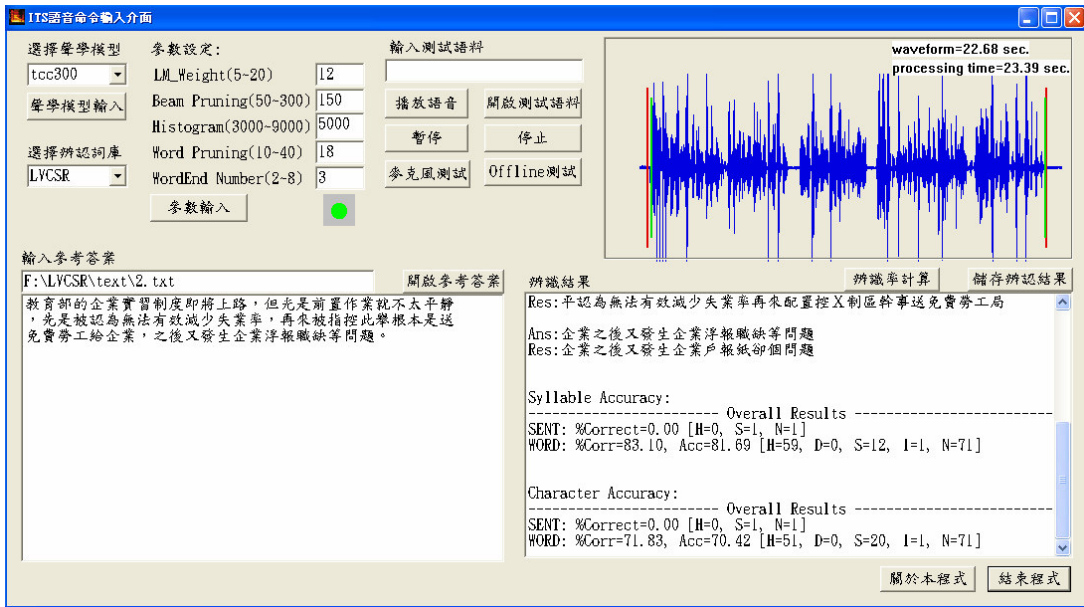 ITS語音命令輸入介面
選擇聲學模型
tcc300
聲學模型輸入
選擇辨認詞庫
LVCSR
參數設定:
LM_Weight(5~20) 12
Beam Pruning(50~300) 150
Histogram(3000~9000) 5000
Word Pruning(10~40) 18
WordEnd Number(2~8) 3
參數輸入
輸入測試語料
播放語音 開啟測試語料
暫停 停止
麥克風測試 Offline測試
waveform=22.68 sec.
processing time=23.39 sec.
輸入參考答案
F:\LVCSR\text\2.txt 開啟參考答案
教育部的企業實習制度即將上路，但光是前置作業就不太平靜
，先是被認為無法有效減少失業率，再來被指控此舉根本是送
免費勞工給企業，之後又發生企業浮報職缺等問題。
辨識結果 辨識率計算 儲存辨認結果
Res:平認為無法有效減少失業率再來配置控X制區幹事送免費勞工局
Ans:企業之後又發生企業浮報職缺等問題
Res:企業之後又發生企業戶報紙卻個問題
Syllable Accuracy:
----------------------- Overall Results ------------------------
SENT: %Correct=0.00 [H=0, S=1, N=1]
WORD: %Corr=83.10, Acc=81.69 [H=59, D=0, S=12, I=1, N=71]
Character Accuracy:
----------------------- Overall Results ------------------------
SENT: %Correct=0.00 [H=0, S=1, N=1]
WORD: %Corr=71.83, Acc=70.42 [H=51, D=0, S=20, I=1, N=71]
關於本程式 結束程式